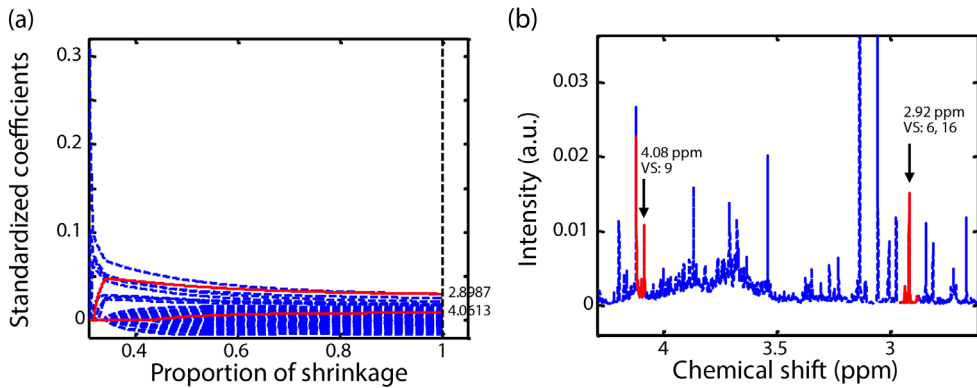 (a)
Standardized coefficients
0.3
0.2
0.1
0
0.4
0.6
0.8
1
Proportion of shrinkage
2.8987
4.0613
(b)
Intensity (a.u.)
0.03
0.02
0.01
0
4
3.5
3
Chemical shift (ppm)
4.08 ppm
VS: 9
2.92 ppm
VS: 6, 16